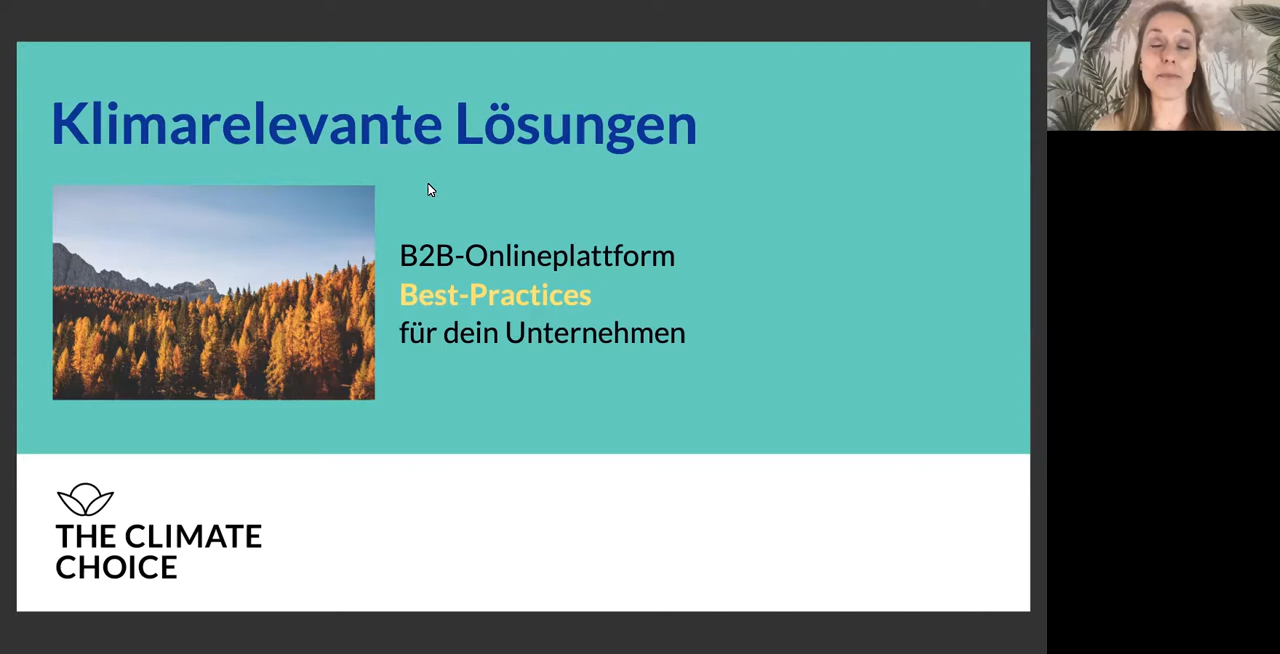 Klimarelevante Lösungen
B2B-Onlineplattform
Best-Practices
für dein Unternehmen
THE CLIMATE
CHOICE